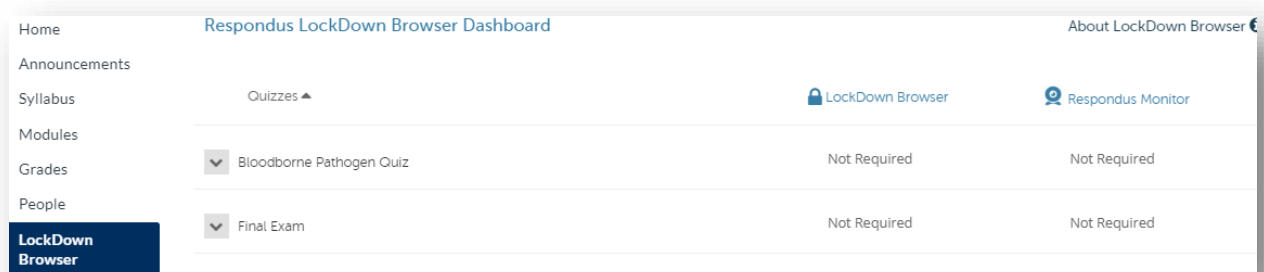 Home
Announcements
Syllabus
Modules
Grades
People
LockDown
Browser
Respondus LockDown Browser Dashboard
About LockDown Browser
Quizzes
LockDown Browser
Respondus Monitor
Bloodborne Pathogen Quiz
Not Required
Not Required
Final Exam
Not Required
Not Required